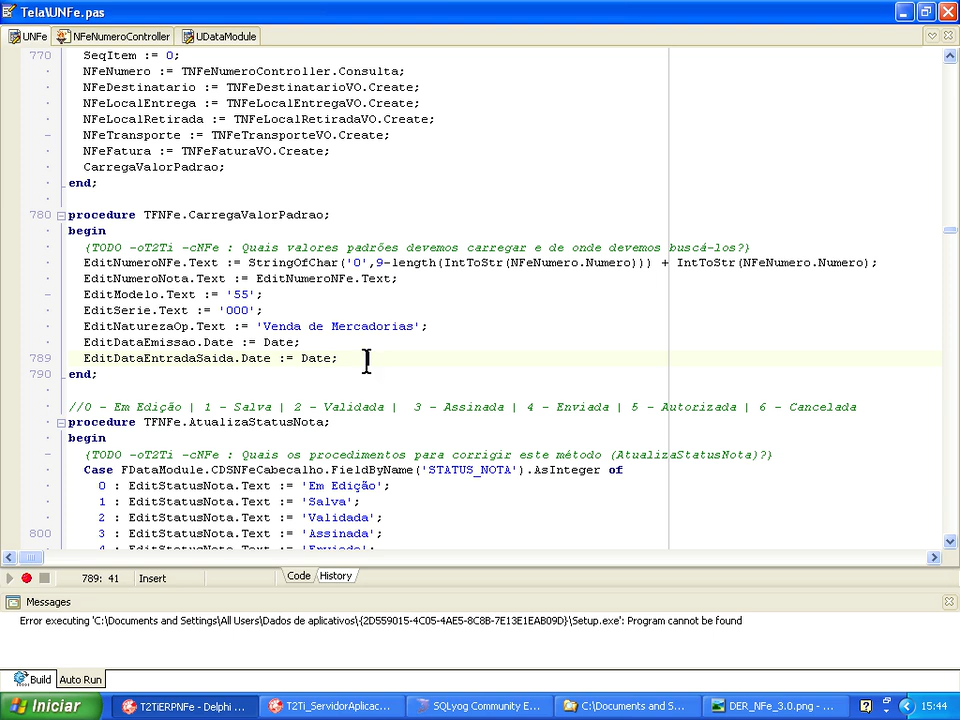 Tela\UNFe.pas
UNFe NFeNumeroController UDataModule
770 SeqItem := 0;
NFeNumero := TNFeNumeroController.Consulta;
NFeDestinatario := TNFeDestinatarioVO.Create;
NFeLocalEntrega := TNFeLocalEntregaVO.Create;
NFeLocalRetirada := TNFeLocalRetiradaVO.Create;
NFeTransporte := TNFeTransporteVO.Create;
NFeFatura := TNFeFaturaVO.Create;
CarregaValorPadrao;
end;
780 procedure TFNFe.CarregaValorPadrao;
begin
{TODO -oT2Ti -cNFe : Quais valores padrões devemos carregar e de onde devemos buscá-los?}
EditNumeroNFe.Text := StringOfChar('0',9-length(IntToStr(NFeNumero.Numero))) + IntToStr(NFeNumero.Numero);
EditNumeroNota.Text := EditNumeroNFe.Text;
EditModelo.Text := '55';
EditSerie.Text := '000';
EditNaturezaOp.Text := 'Venda de Mercadorias';
EditDataEmissao.Date := Date;
789 EditDataEntradaSaida.Date := Date;
790 end;
//0 - Em Edição | 1 - Salva | 2 - Validada | 3 - Assinada | 4 - Enviada | 5 - Autorizada | 6 - Cancelada
procedure TFNFe.AtualizaStatusNota;
begin
{TODO -oT2Ti -cNFe : Quais os procedimentos para corrigir este método (AtualizaStatusNota)?}
Case FDataModule.CDSNFeCabecalho.FieldByName('STATUS_NOTA').AsInteger of
0 : EditStatusNota.Text := 'Em Edição';
1 : EditStatusNota.Text := 'Salva';
2 : EditStatusNota.Text := 'Validada';
800 3 : EditStatusNota.Text := 'Assinada';
4 : EditStatusNota.Text := 'Enviada';
789: 41 Insert Code History
Messages
Error executing 'C:\Documents and Settings\All Users\Dados de aplicativos\{2D559015-4C05-4AE5-8C8B-7E13E1EAB09D}\Setup.exe': Program cannot be found
Build Auto Run
Iniciar T2TiERPNFe - Delphi ... T2Ti_ServidorAplicac... SQLyog Community E... C:\Documents and S... DER_NFe_3.0.png - ... 15:44